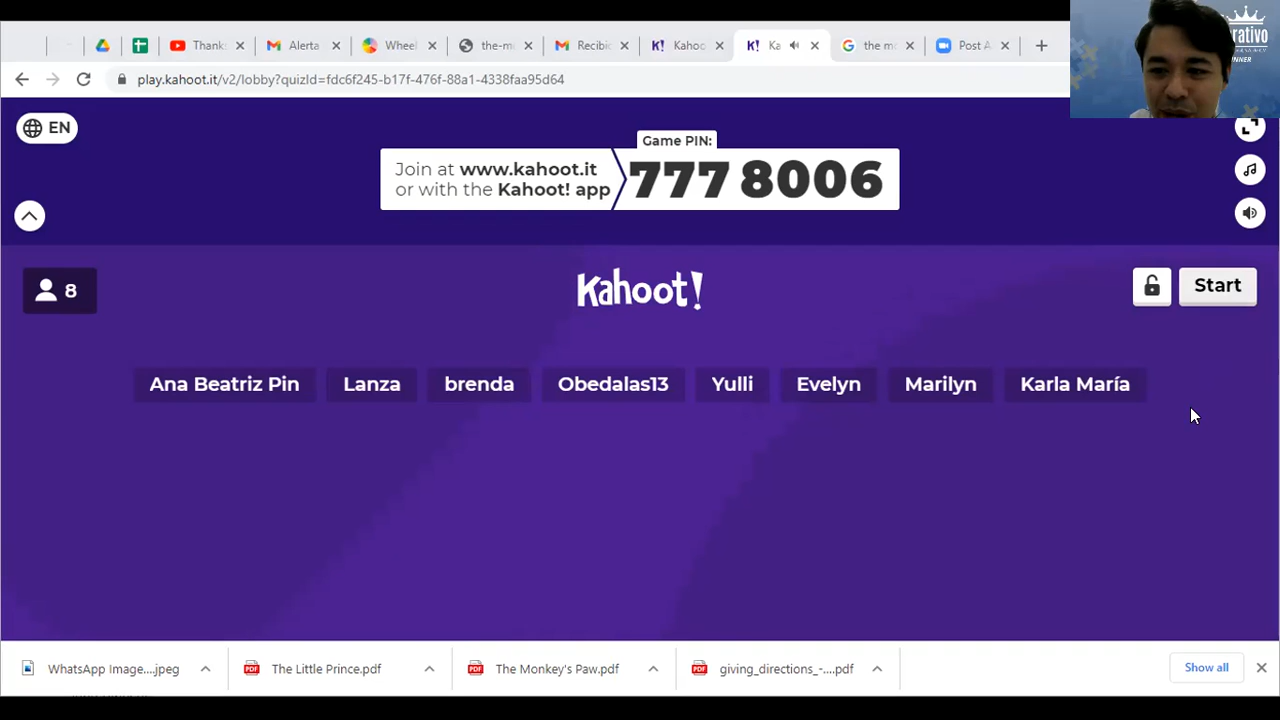 Thank: Alerta Wheel the-m Recibic Kahoo Ka the mo Post A
play.kahoot.it/v2/lobby?quizId=fdc6f245-b17f-476f-88a1-4338faa95d64
EN
Game PIN:
Join at www.kahoot.it
or with the Kahoot! app
777 8006
8
Kahoot!
Start
Ana Beatriz Pin Lanza brenda Obedalas13 Yulli Evelyn Marilyn Karla María
WhatsApp Image....jpeg The Little Prince.pdf The Monkey's Paw.pdf giving_directions_-....pdf Show all